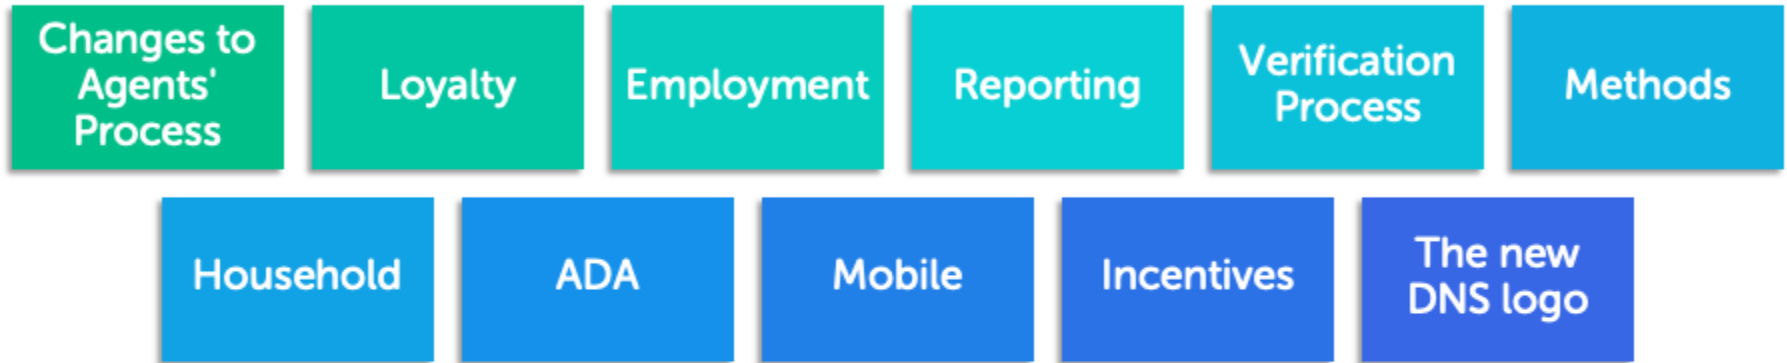 Changes to
Agents'
Process
Loyalty
Employment
Reporting
Verification
Process
Methods
Household
ADA
Mobile
Incentives
The new
DNS logo